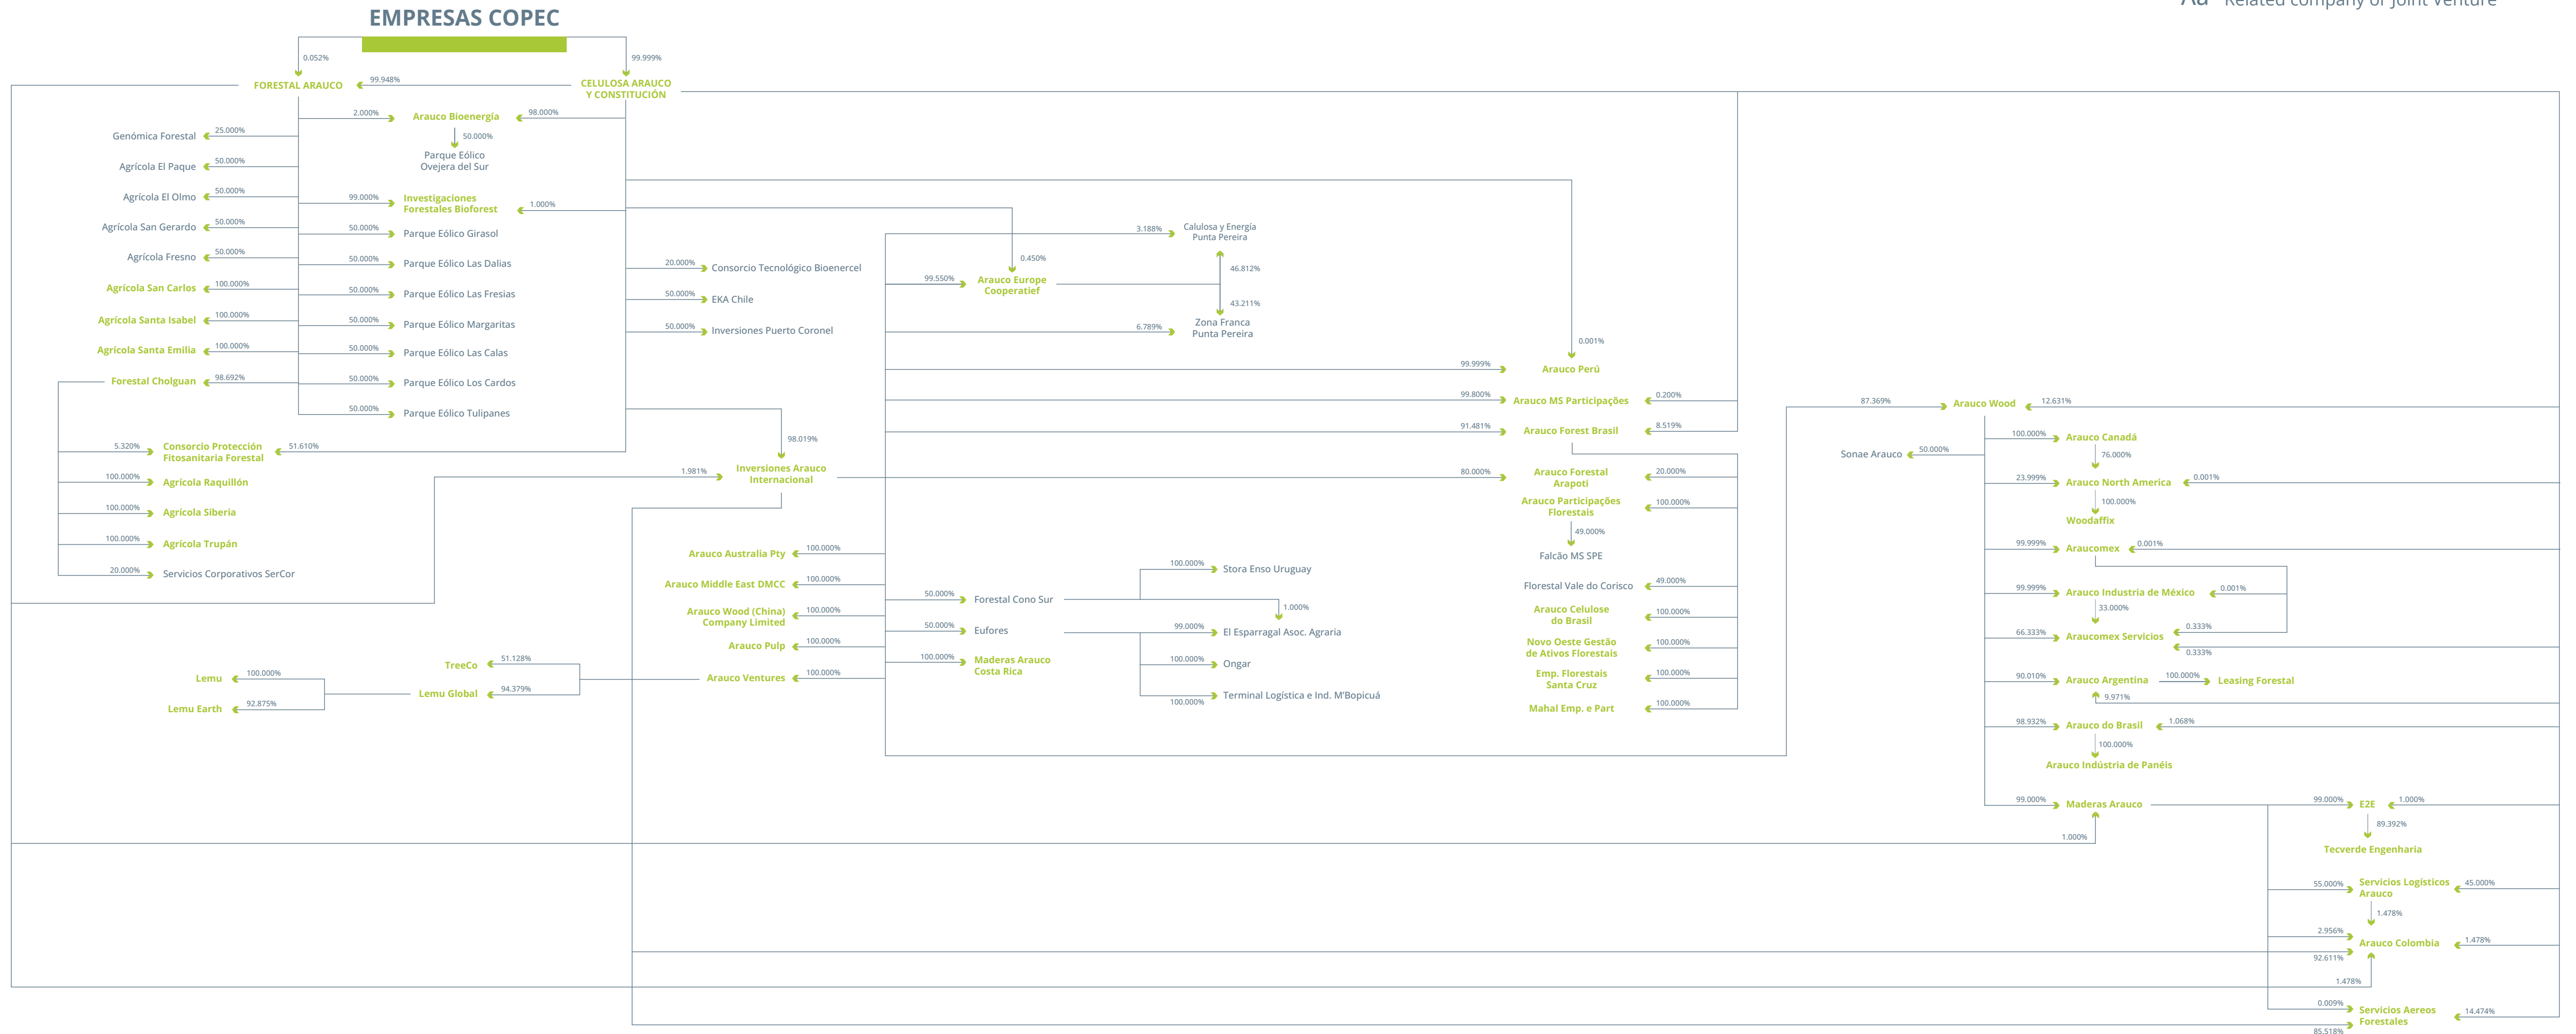 EMPRESAS COPEC
Related company or Joint Venture
0.052%
99.999%
FORESTAL ARAUCO
99.948%
CELULOSA ARAUCO
Y CONSTITUCIÓN
2.000%
Arauco Bioenergía
98.000%
50.000%
Parque Eólico
Ovejera del Sur
Genómica Forestal
25.000%
Agrícola El Paque
50.000%
Agrícola El Olmo
50.000%
Agrícola San Gerardo
50.000%
Agrícola Fresno
50.000%
Agrícola San Carlos
100.000%
Agrícola Santa Isabel
100.000%
Agrícola Santa Emilia
100.000%
Forestal Cholguan
98.692%
99.000%
Investigaciones
Forestales Bioforest
1.000%
50.000%
Parque Eólico Girasol
50.000%
Parque Eólico Las Dalias
50.000%
Parque Eólico Las Fresias
50.000%
Parque Eólico Margaritas
50.000%
Parque Eólico Las Calas
50.000%
Parque Eólico Los Cardos
50.000%
Parque Eólico Tulipanes
5.320%
Consorcio Protección
Fitosanitaria Forestal
51.610%
100.000%
Agrícola Raquillón
100.000%
Agrícola Siberia
100.000%
Agrícola Trupán
20.000%
Servicios Corporativos SerCor
20.000%
Consorcio Tecnológico Bioenercel
50.000%
EKA Chile
50.000%
Inversiones Puerto Coronel
98.019%
1.981%
Inversiones Arauco
Internacional
3.188%
Calulosa y Energía
Punta Pereira
0.450%
46.812%
99.550%
Arauco Europe
Cooperatief
43.211%
6.789%
Zona Franca
Punta Pereira
0.001%
99.999%
Arauco Perú
99.800%
Arauco MS Participações
0.200%
91.481%
Arauco Forest Brasil
8.519%
80.000%
Arauco Forestal
Arapoti
20.000%
Arauco Participações
Florestais
100.000%
49.000%
Falcão MS SPE
Florestal Vale do Corisco
49.000%
Arauco Celulose
do Brasil
100.000%
Novo Oeste Gestão
de Ativos Florestais
100.000%
Emp. Florestais
Santa Cruz
100.000%
Mahal Emp. e Part
100.000%
Arauco Australia Pty
100.000%
Arauco Middle East DMCC
100.000%
Arauco Wood (China)
Company Limited
100.000%
Arauco Pulp
100.000%
Arauco Ventures
100.000%
TreeCo
51.128%
Lemu Global
94.379%
Lemu
100.000%
Lemu Earth
92.875%
50.000%
Forestal Cono Sur
50.000%
Eufores
100.000%
Maderas Arauco
Costa Rica
100.000%
Stora Enso Uruguay
1.000%
99.000%
El Esparragal Asoc. Agraria
100.000%
Ongar
Terminal Logística e Ind. M'Bopicuá
100.000%
87.369%
Arauco Wood
12.631%
Sonae Arauco
50.000%
100.000%
Arauco Canadá
76.000%
23.999%
Arauco North America
0.001%
100.000%
Woodaffix
99.999%
Araucomex
0.001%
99.999%
Arauco Industria de México
0.001%
33.000%
66.333%
Araucomex Servicios
0.333%
0.333%
90.010%
Arauco Argentina
100.000%
Leasing Forestal
9.971%
98.932%
Arauco do Brasil
1.068%
100.000%
Arauco Indústria de Panéis
99.000%
Maderas Arauco
1.000%
99.000%
E2E
1.000%
89.392%
Tecverde Engenharia
55.000%
Servicios Logísticos
Arauco
45.000%
1.478%
2.956%
Arauco Colombia
1.478%
92.611%
1.478%
0.009%
Servicios Aereos
Forestales
14.474%
85.518%